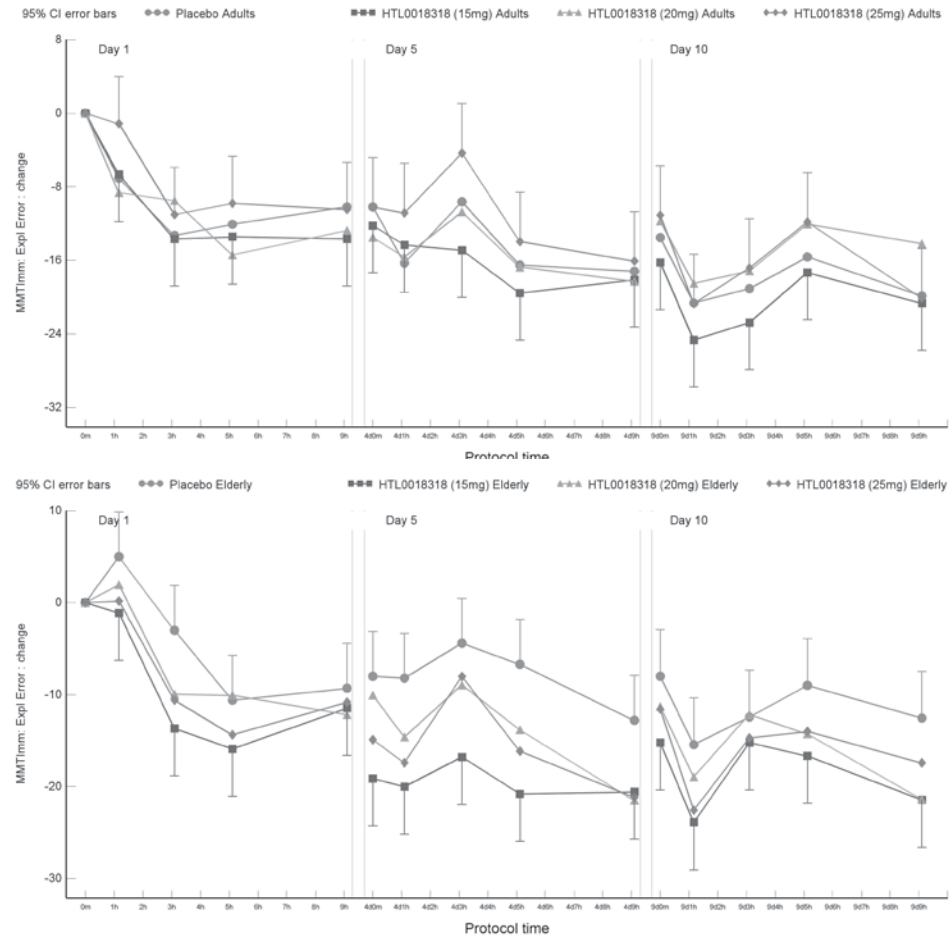 95% CI error bars Placebo Adults HTL0018318 (15mg) Adults HTL0018318 (20mg) Adults HTL0018318 (25mg) Adults
Day 1 Day 5 Day 10
MMTImm: Expl Error : change
8
0
-8
-16
-24
-32
0m 1h 2h 3h 4h 5h 6h 7h 8h 9h 4d0m 4d1h 4d2h 4d3h 4d4h 4d5h 4d6h 4d7h 4d8h 4d9h 9d0h 9d1h 9d2h 9d3h 9d4h 9d5h 9d6h 9d7h 9d8h 9d9h
Protocol time
95% CI error bars Placebo Elderly HTL0018318 (15mg) Elderly HTL0018318 (20mg) Elderly HTL0018318 (25mg) Elderly
Day 1 Day 5 Day 10
MMTImm: Expl Error : change
10
0
-10
-20
-30
0m 1h 2h 3h 4h 5h 6h 7h 8h 9h 4d0m 4d1h 4d2h 4d3h 4d4h 4d5h 4d6h 4d7h 4d8h 4d9h 9d0h 9d1h 9d2h 9d3h 9d4h 9d5h 9d6h 9d7h 9d8h 9d9h
Protocol time